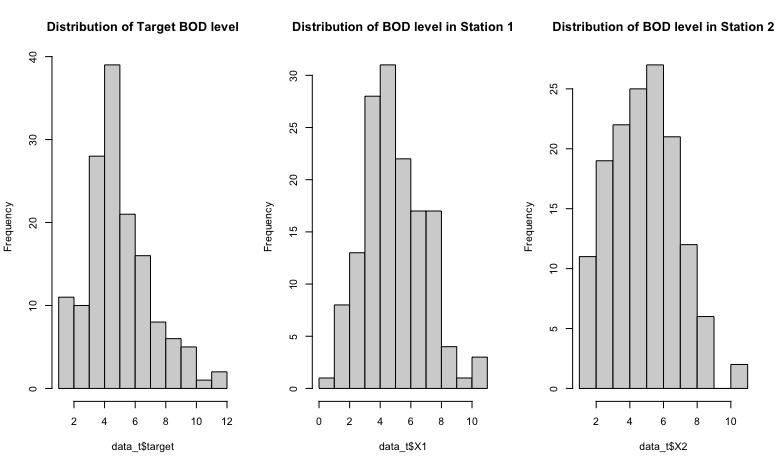 Distribution of Target BOD level
Frequency
0
10
20
30
40
2 4 6 8 10 12
data_t$target
Distribution of BOD level in Station 1
Frequency
0
5
10
15
20
25
30
0 2 4 6 8 10
data_t$X1
Distribution of BOD level in Station 2
Frequency
0
5
10
15
20
25
2 4 6 8 10
data_t$X2